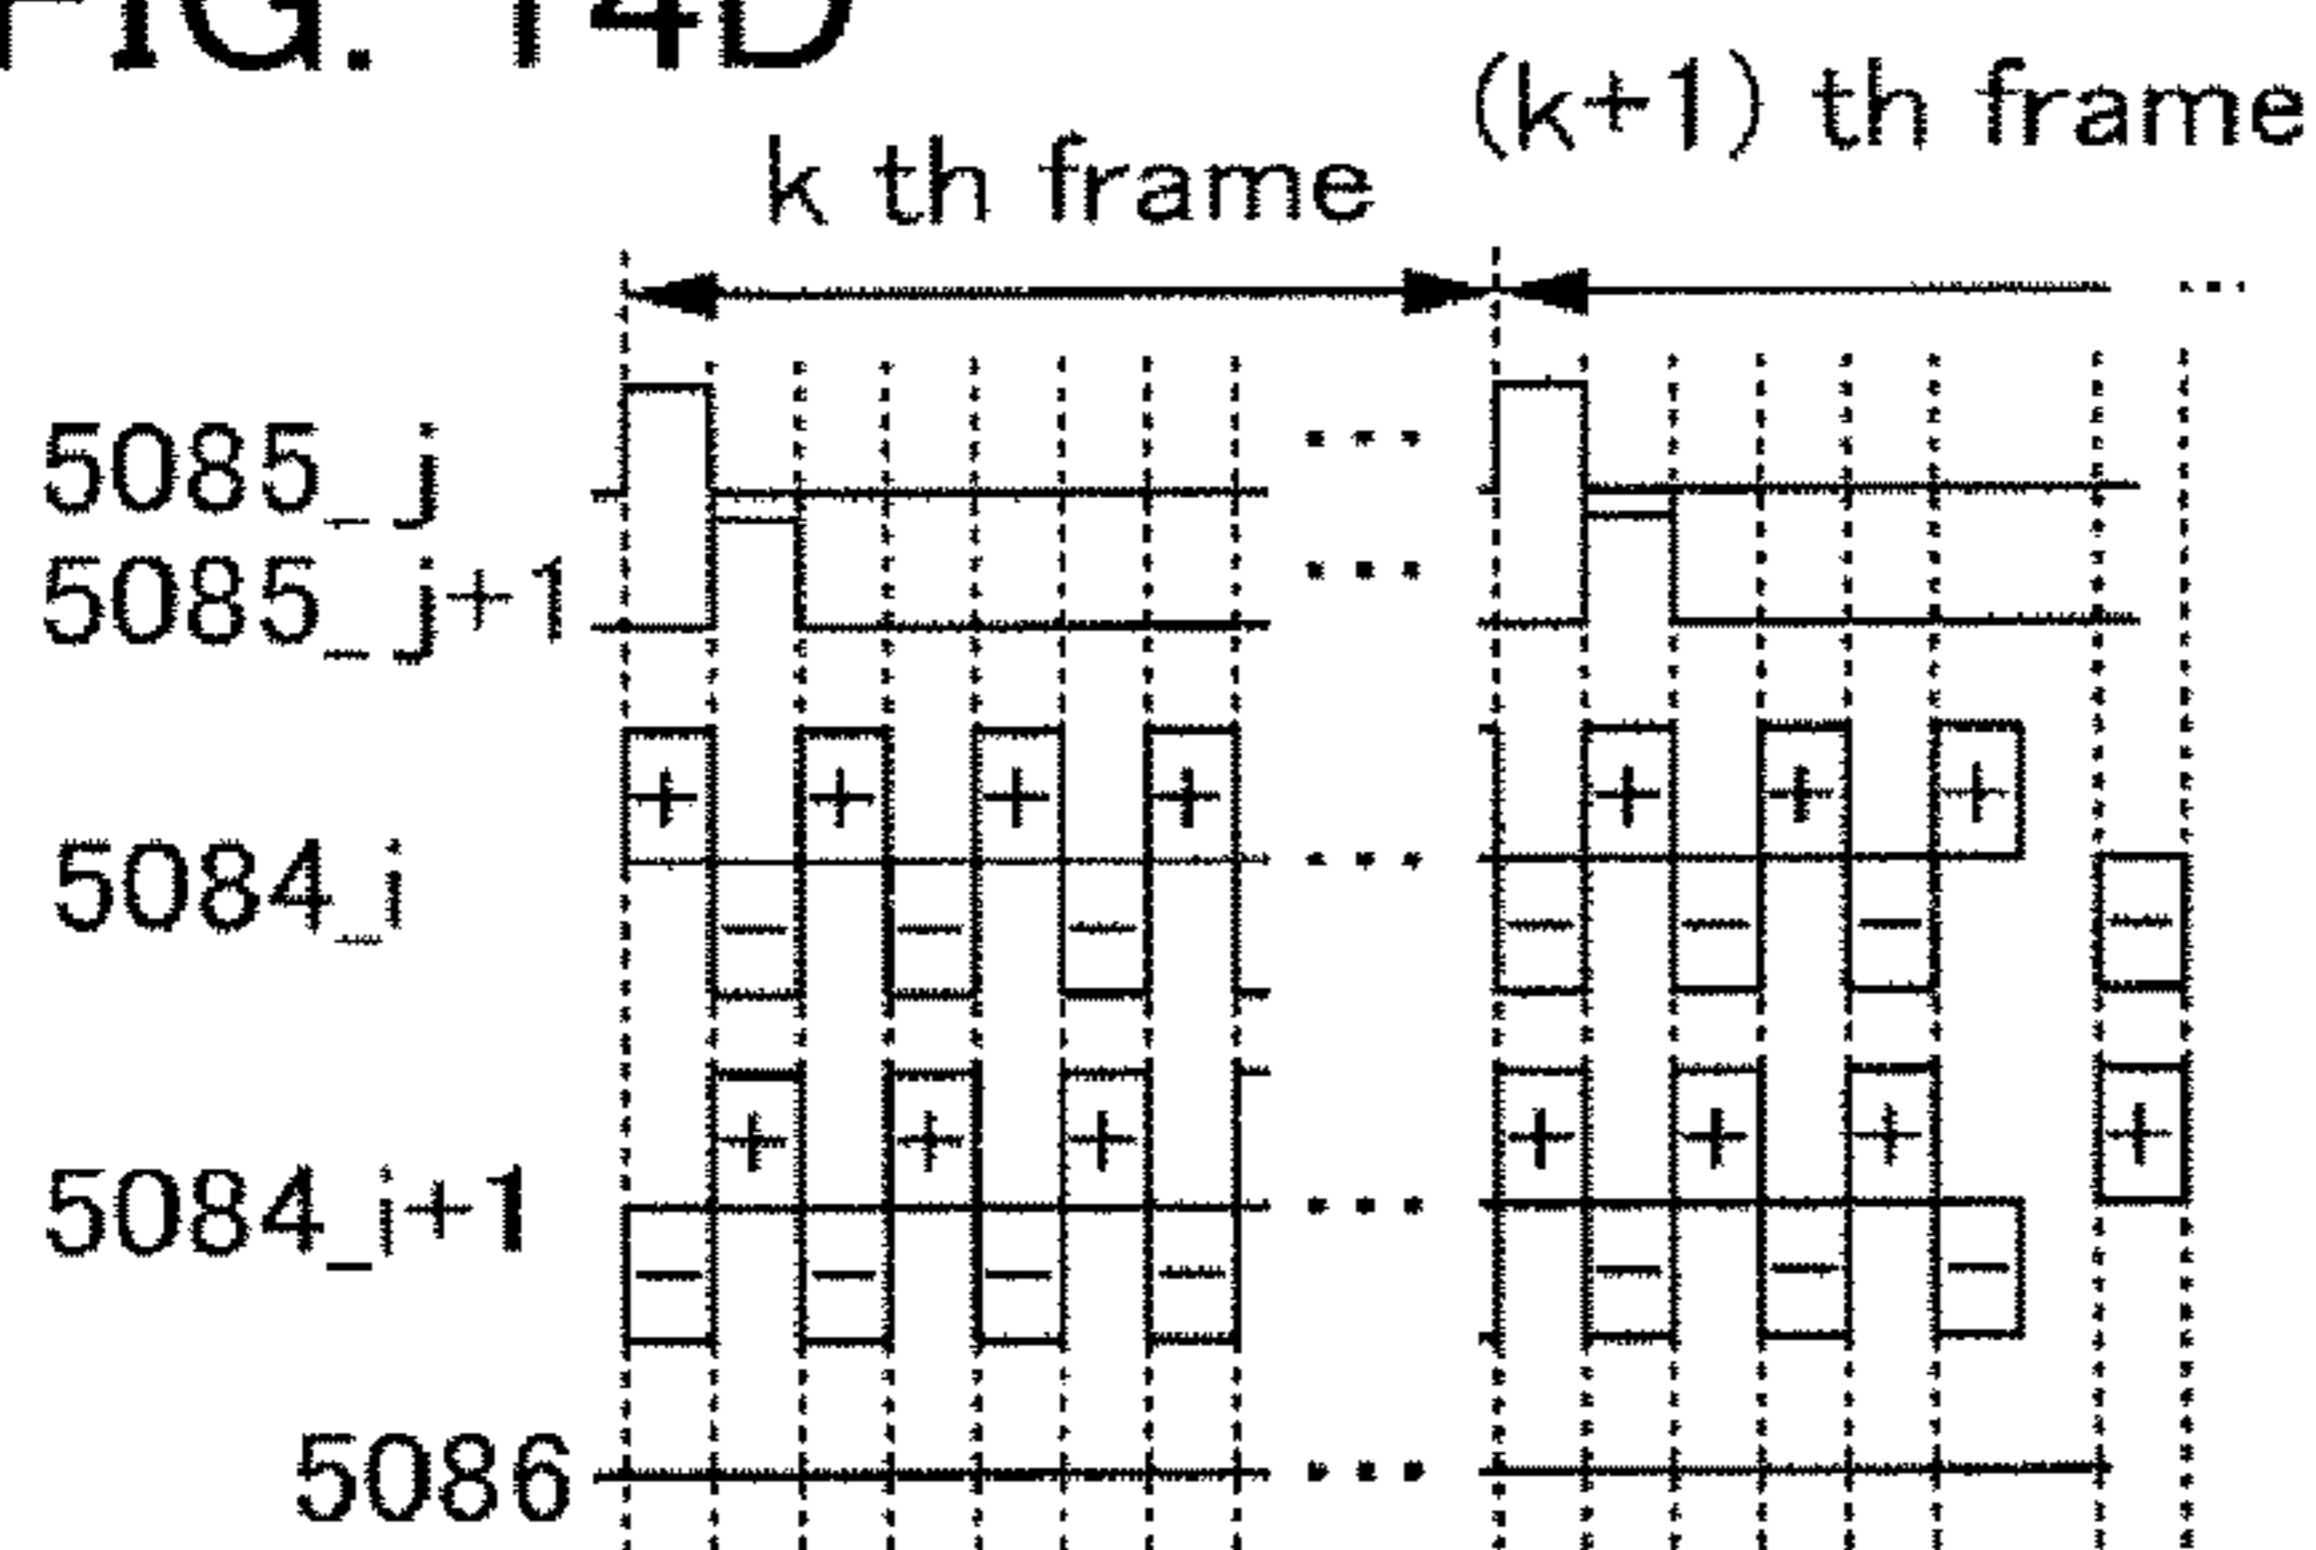 FIG. 14D
(k+1) th frame
k th frame
...
5085_j ...
5085_j+1 ...
+ + + + + + +
5084_i ...
− − − − − − −
+ + + + + + +
5084_i+1 ...
− − − − − − −
5086 ...